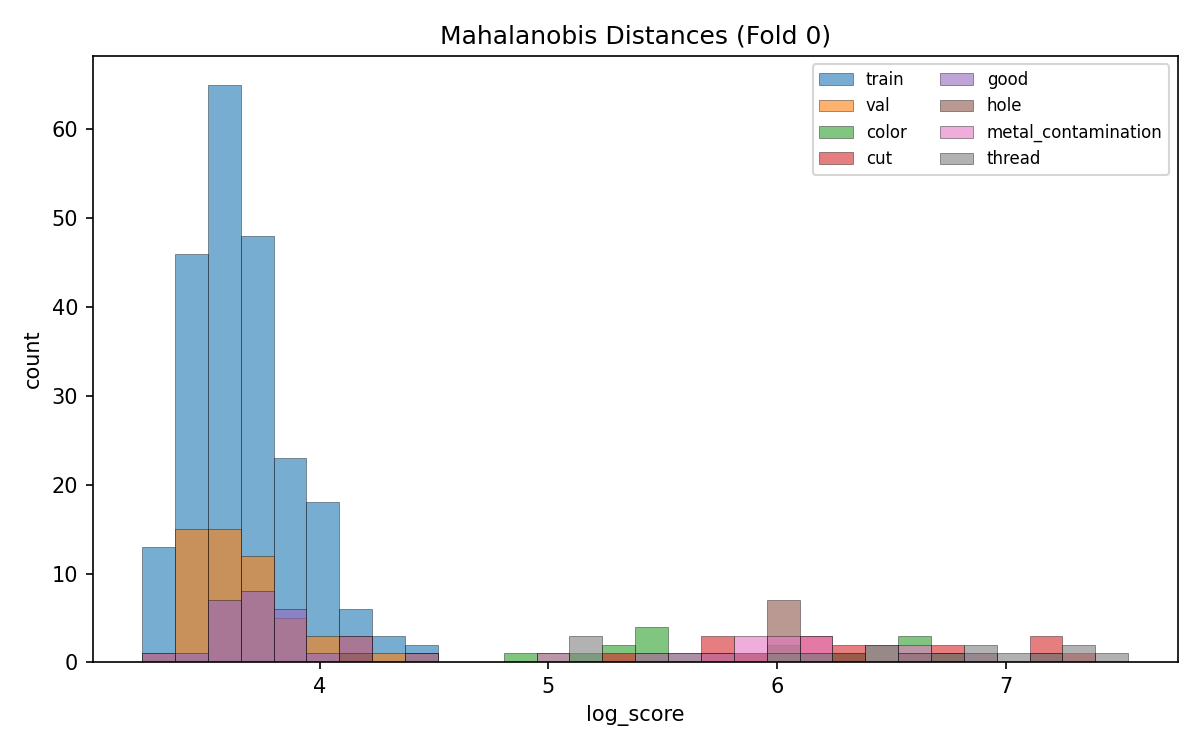 Mahalanobis Distances (Fold 0)
train
val
color
cut
good
hole
metal_contamination
thread
count
60
50
40
30
20
10
0
4 5 6 7
log_score